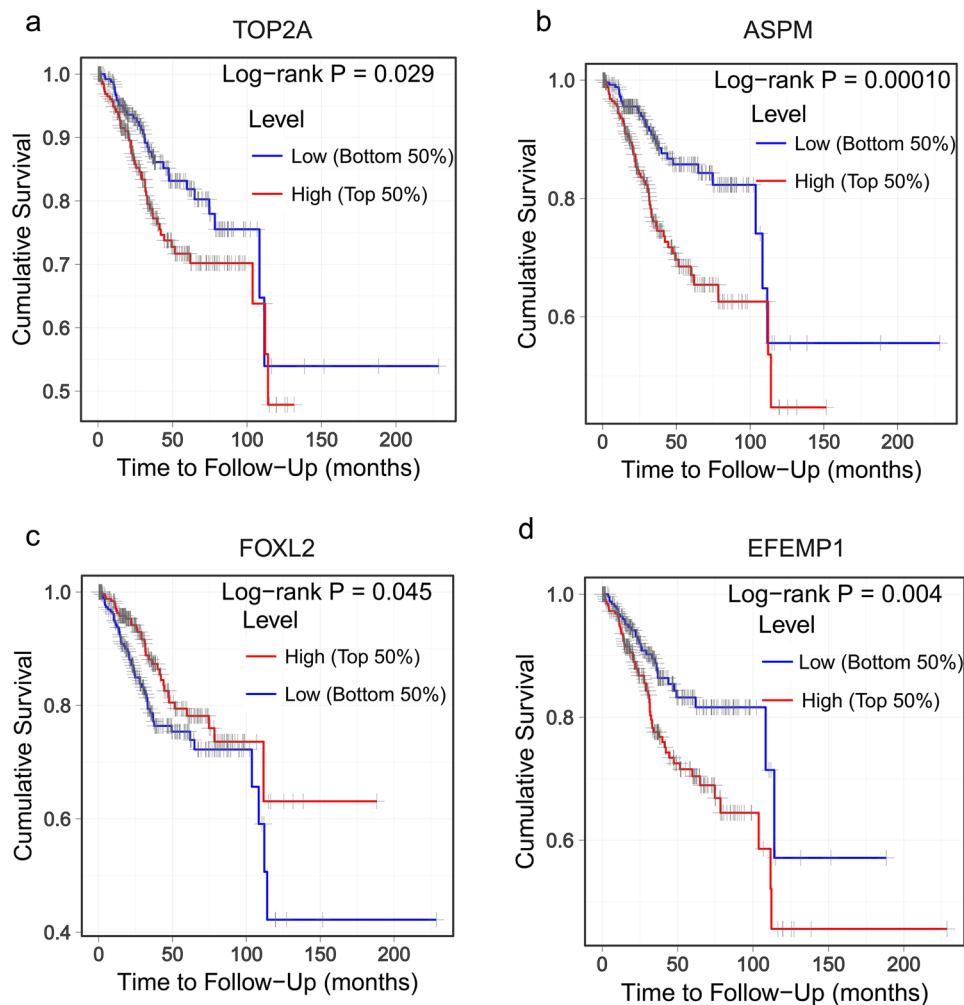 a
TOP2A
Log-rank P = 0.029
Level
Low (Bottom 50%)
High (Top 50%)
Cumulative Survival
1.0
0.9
0.8
0.7
0.6
0.5
0 50 100 150 200
Time to Follow-Up (months)
b
ASPM
Log-rank P = 0.00010
Level
Low (Bottom 50%)
High (Top 50%)
Cumulative Survival
1.0
0.8
0.6
0 50 100 150 200
Time to Follow-Up (months)
c
FOXL2
Log-rank P = 0.045
Level
High (Top 50%)
Low (Bottom 50%)
Cumulative Survival
1.0
0.8
0.6
0.4
0 50 100 150 200
Time to Follow-Up (months)
d
EFEMP1
Log-rank P = 0.004
Level
Low (Bottom 50%)
High (Top 50%)
Cumulative Survival
1.0
0.8
0.6
0 50 100 150 200
Time to Follow-Up (months)